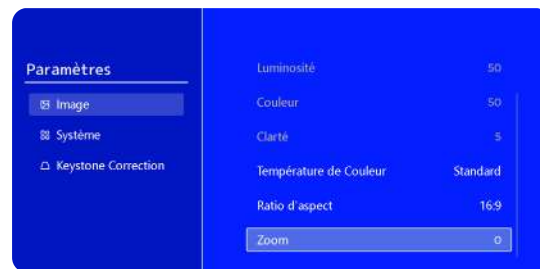 Paramètres
Image
Système
Keystone Correction
Luminosité 50
Couleur 50
Clarté 5
Température de Couleur Standard
Ratio d'aspect 16:9
Zoom 0